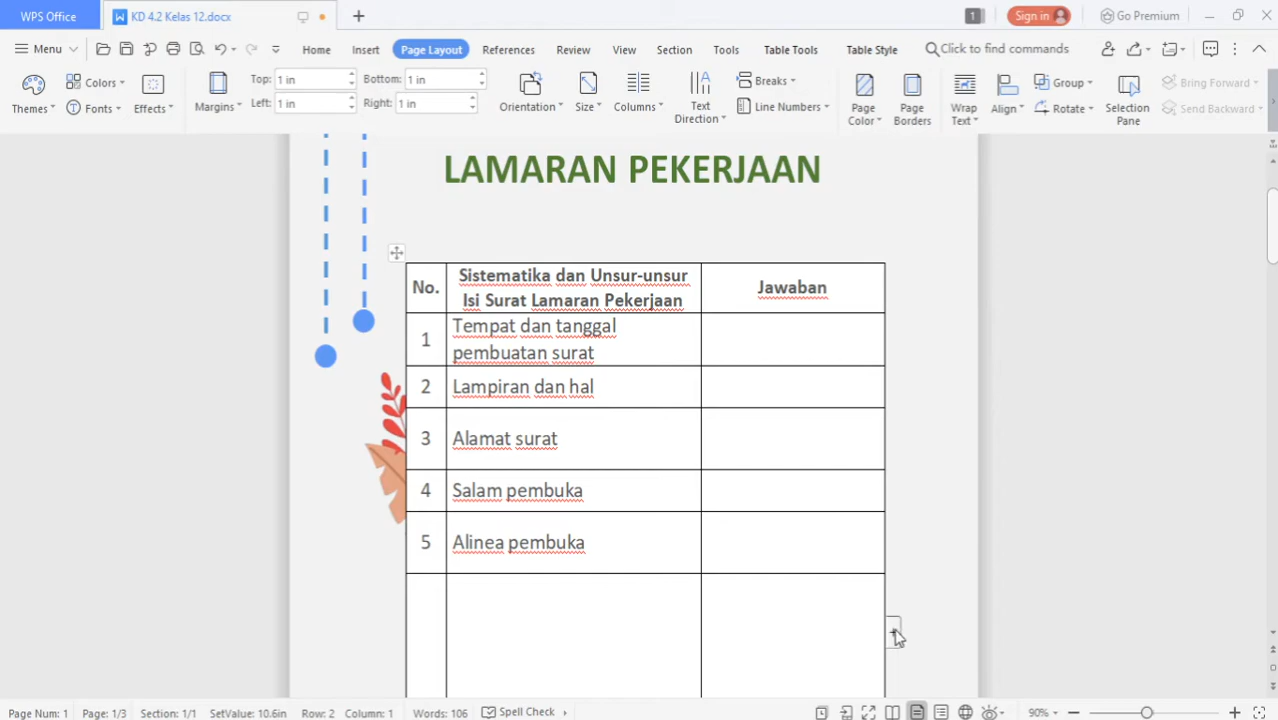 WPS Office
KD 4.2 Kelas 12.docx
1
Sign in
Go Premium
Menu
Home
Insert
Page Layout
References
Review
View
Section
Tools
Table Tools
Table Style
Click to find commands
Themes
Colors
Fonts
Effects
Margins
Top: 1 in
Bottom: 1 in
Left: 1 in
Right: 1 in
Orientation
Size
Columns
Text Direction
Breaks
Line Numbers
Page Color
Page Borders
Wrap Text
Align
Group
Rotate
Selection Pane
Bring Forward
Send Backward
LAMARAN PEKERJAAN
No.
Sistematika dan Unsur-unsur
Isi Surat Lamaran Pekerjaan
Jawaban
1
Tempat dan tanggal
pembuatan surat
2 Lampiran dan hal
3 Alamat surat
4 Salam pembuka
5 Alinea pembuka
Page Num: 1 Page: 1/3 Section: 1/1 SetValue: 10.6in Row: 2 Column: 1 Words: 106 Spell Check 90%